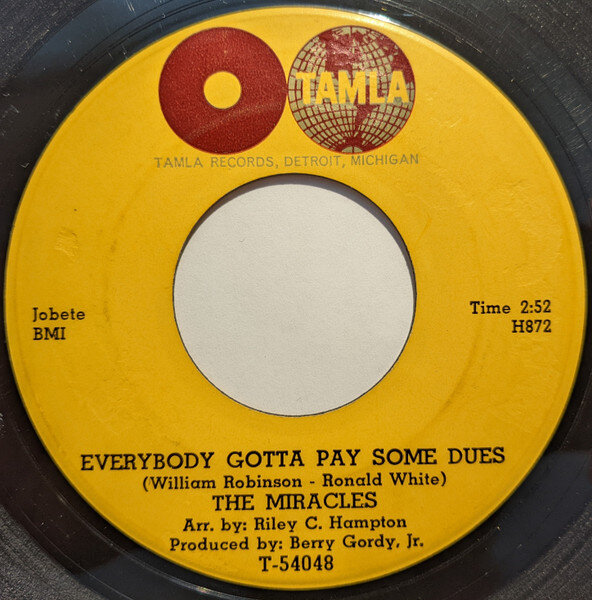 TAMLA
TAMLA RECORDS, DETROIT, MICHIGAN
Jobete
BMI
Time 2:52
H872
EVERYBODY GOTTA PAY SOME DUES
(William Robinson - Ronald White)
THE MIRACLES
Arr. by: Riley C. Hampton
Produced by: Berry Gordy, Jr.
T-54048